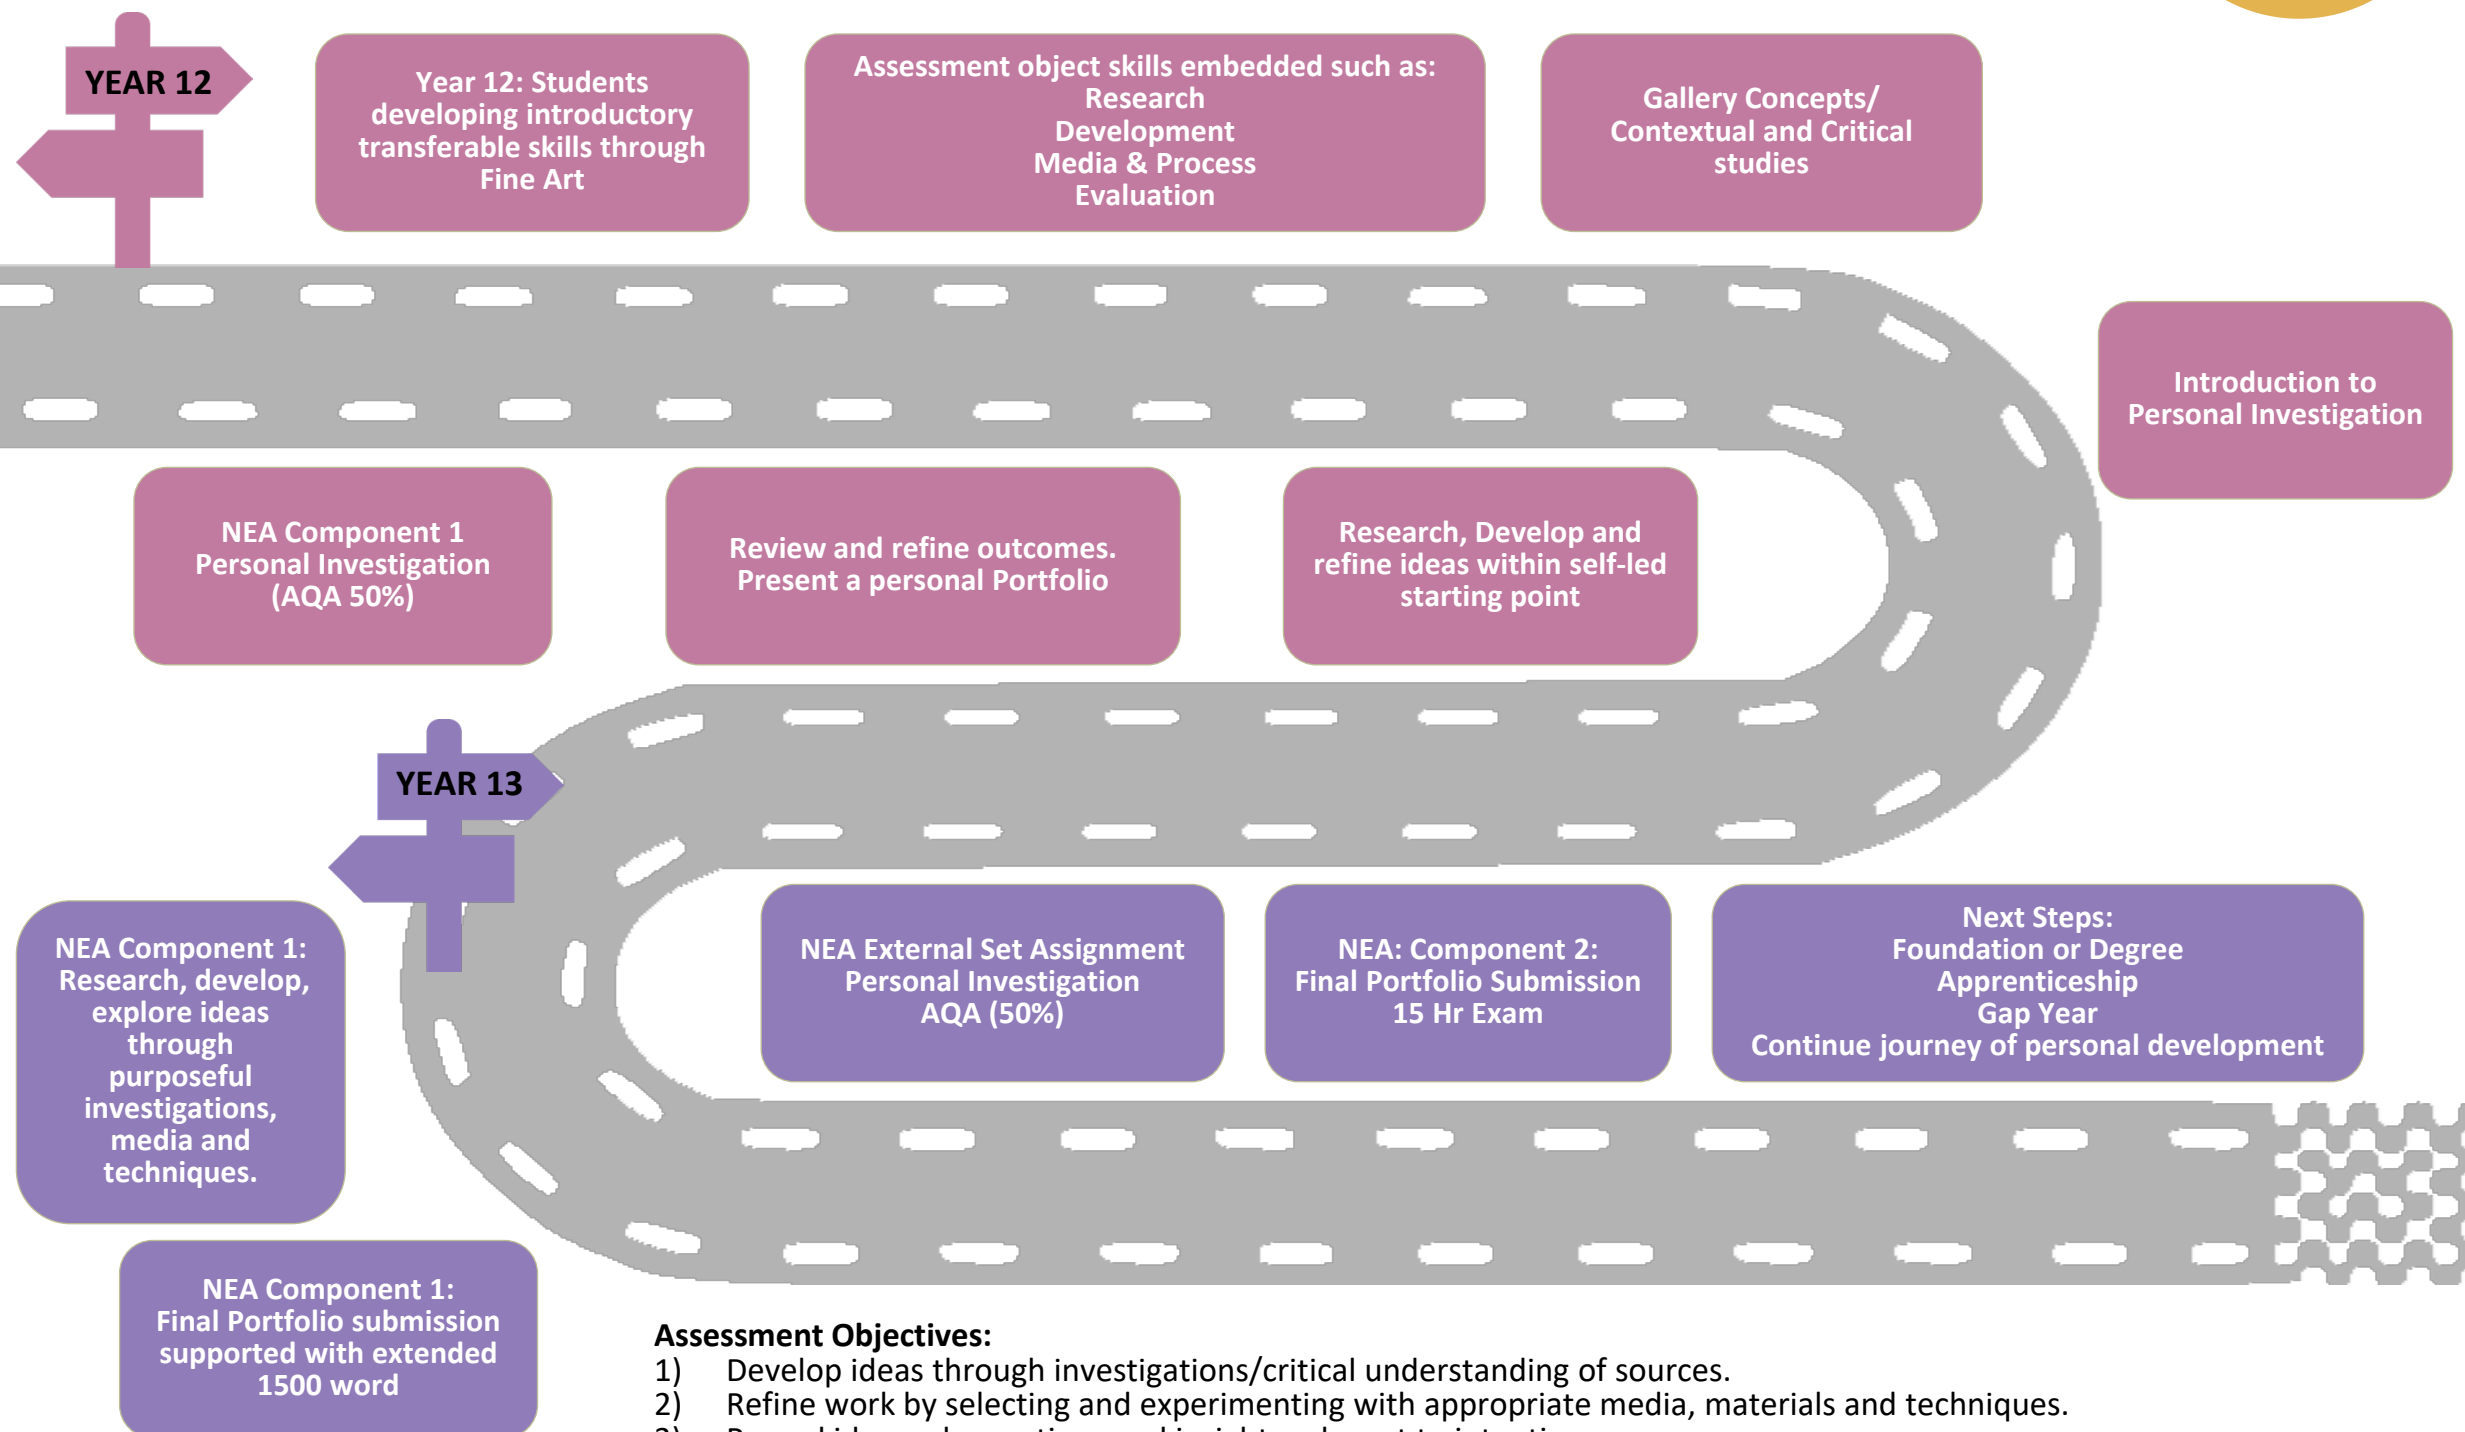 YEAR 12
Year 12: Students
developing introductory
transferable skills through
Fine Art
Assessment object skills embedded such as:
Research
Development
Media & Process
Evaluation
Gallery Concepts/
Contextual and Critical
studies
Introduction to
Personal Investigation
Research, Develop and
refine ideas within self-led
starting point
Review and refine outcomes.
Present a personal Portfolio
NEA Component 1
Personal Investigation
(AQA 50%)
YEAR 13
NEA Component 1:
Research, develop,
explore ideas
through
purposeful
investigations,
media and
techniques.
NEA Component 1:
Final Portfolio submission
supported with extended
1500 word
NEA External Set Assignment
Personal Investigation
AQA (50%)
NEA: Component 2:
Final Portfolio Submission
15 Hr Exam
Next Steps:
Foundation or Degree
Apprenticeship
Gap Year
Continue journey of personal development
Assessment Objectives:
1) Develop ideas through investigations/critical understanding of sources.
2) Refine work by selecting and experimenting with appropriate media, materials and techniques.